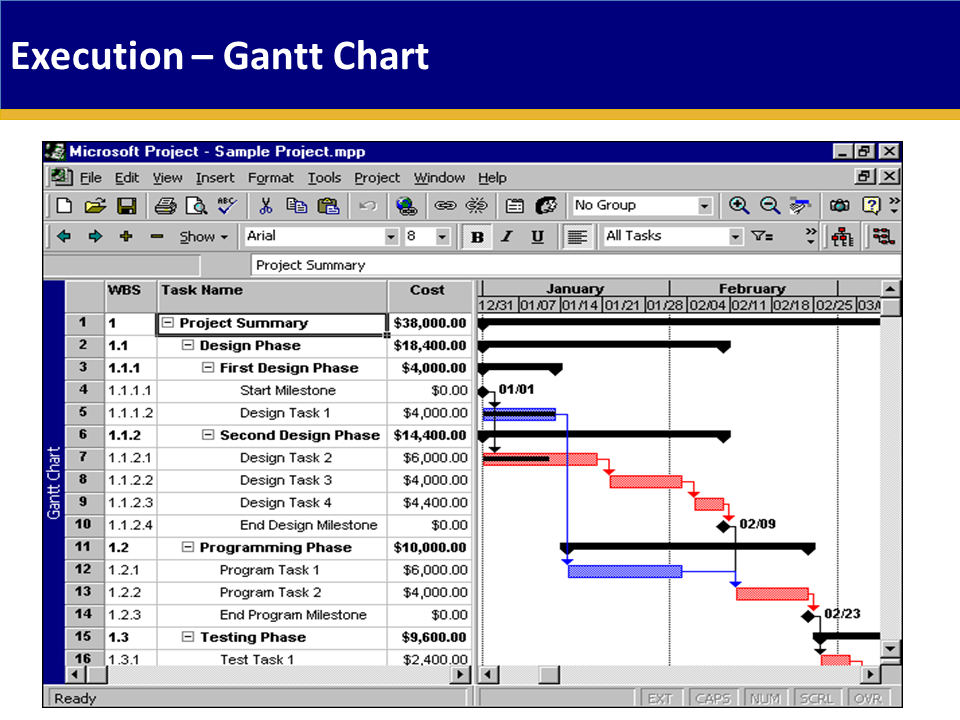 Execution – Gantt Chart
Microsoft Project - Sample Project.mpp
File Edit View Insert Format Tools Project Window Help
ABC No Group ?
Show Arial 8 B I U All Tasks
Project Summary
WBS Task Name Cost January February
12/31 01/07 01/14 01/21 01/28 02/04 02/11 02/18 02/25
1 1 Project Summary $38,000.00
2 1.1 Design Phase $18,400.00
3 1.1.1 First Design Phase $4,000.00
4 1.1.1.1 Start Milestone $0.00 01/01
5 1.1.1.2 Design Task 1 $4,000.00
6 1.1.2 Second Design Phase $14,400.00
7 1.1.2.1 Design Task 2 $6,000.00
8 1.1.2.2 Design Task 3 $4,000.00
9 1.1.2.3 Design Task 4 $4,400.00
10 1.1.2.4 End Design Milestone $0.00 02/09
11 1.2 Programming Phase $10,000.00
12 1.2.1 Program Task 1 $6,000.00
13 1.2.2 Program Task 2 $4,000.00
14 1.2.3 End Program Milestone $0.00 02/23
15 1.3 Testing Phase $9,600.00
16 1.3.1 Test Task 1 $2,400.00
Gantt Chart
Ready EXT CAPS NUM SCRL OVR